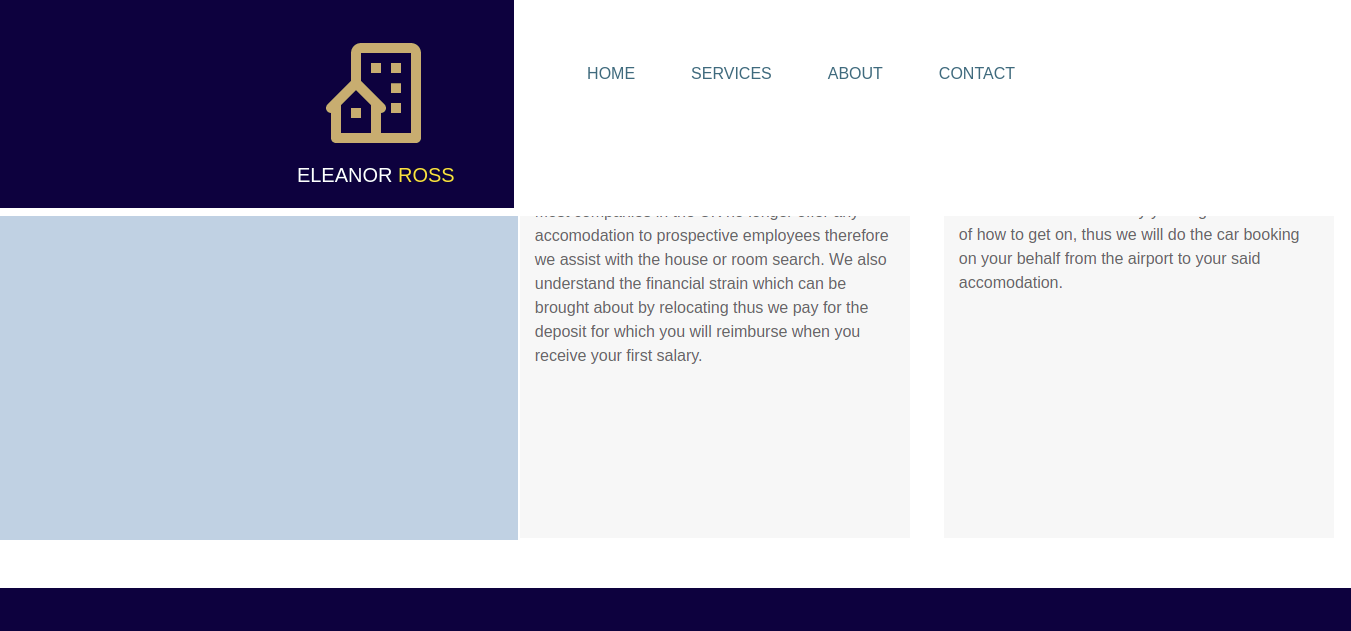 HOME SERVICES ABOUT CONTACT
ELEANOR ROSS
accomodation to prospective employees therefore
we assist with the house or room search. We also
understand the financial strain which can be
brought about by relocating thus we pay for the
deposit for which you will reimburse when you
receive your first salary.
of how to get on, thus we will do the car booking
on your behalf from the airport to your said
accomodation.